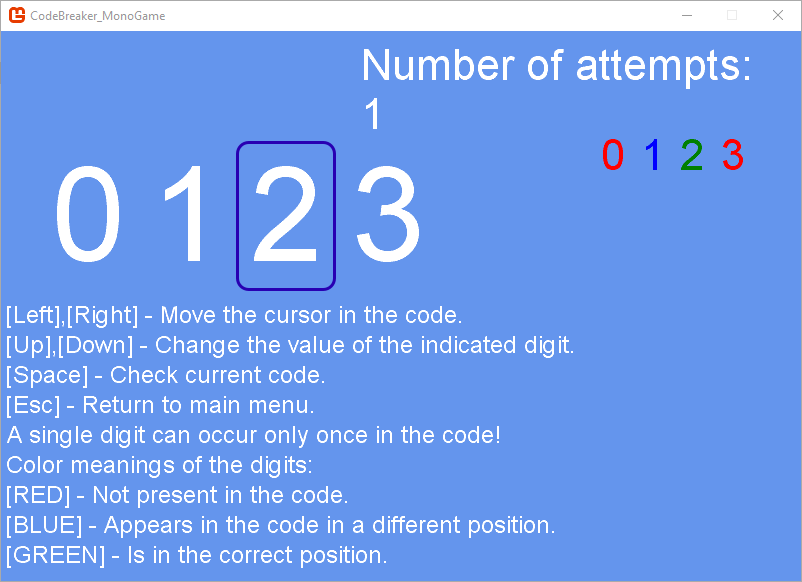 CodeBreaker_MonoGame
Number of attempts:
1
0 1 2 3
0 1 2 3
[Left],[Right] - Move the cursor in the code.
[Up],[Down] - Change the value of the indicated digit.
[Space] - Check current code.
[Esc] - Return to main menu.
A single digit can occur only once in the code!
Color meanings of the digits:
[RED] - Not present in the code.
[BLUE] - Appears in the code in a different position.
[GREEN] - Is in the correct position.